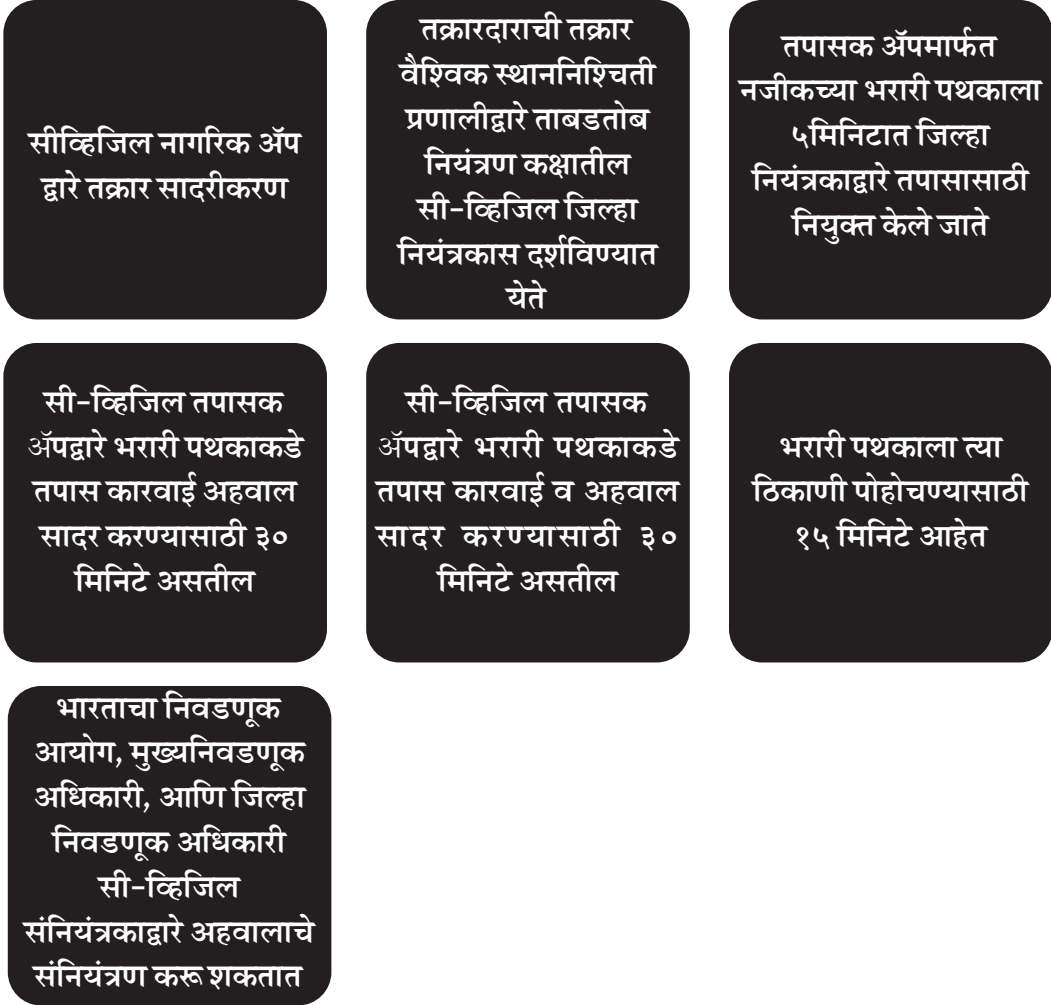 सीव्हिजिल नागरिक ॲप
द्वारे तक्रार सादरीकरण
तक्रारदाराची तक्रार
वैश्विक स्थाननिश्चिती
प्रणालीद्वारे ताबडतोब
नियंत्रण कक्षातील
सी-व्हिजिल जिल्हा
नियंत्रकास दर्शविण्यात
येते
तपासक ॲपमार्फत
नजीकच्या भरारी पथकाला
५मिनिटात जिल्हा
नियंत्रकाद्वारे तपासासाठी
नियुक्त केले जाते
सी-व्हिजिल तपासक
ॲपद्वारे भरारी पथकाकडे
तपास कारवाई अहवाल
सादर करण्यासाठी ३०
मिनिटे असतील
सी-व्हिजिल तपासक
ॲपद्वारे भरारी पथकाकडे
तपास कारवाई व अहवाल
सादर करण्यासाठी ३०
मिनिटे असतील
भरारी पथकाला त्या
ठिकाणी पोहोचण्यासाठी
१५ मिनिटे आहेत
भारताचा निवडणूक
आयोग, मुख्यनिवडणूक
अधिकारी, आणि जिल्हा
निवडणूक अधिकारी
सी-व्हिजिल
संनियंत्रकाद्वारे अहवालाचे
संनियंत्रण करू शकतात